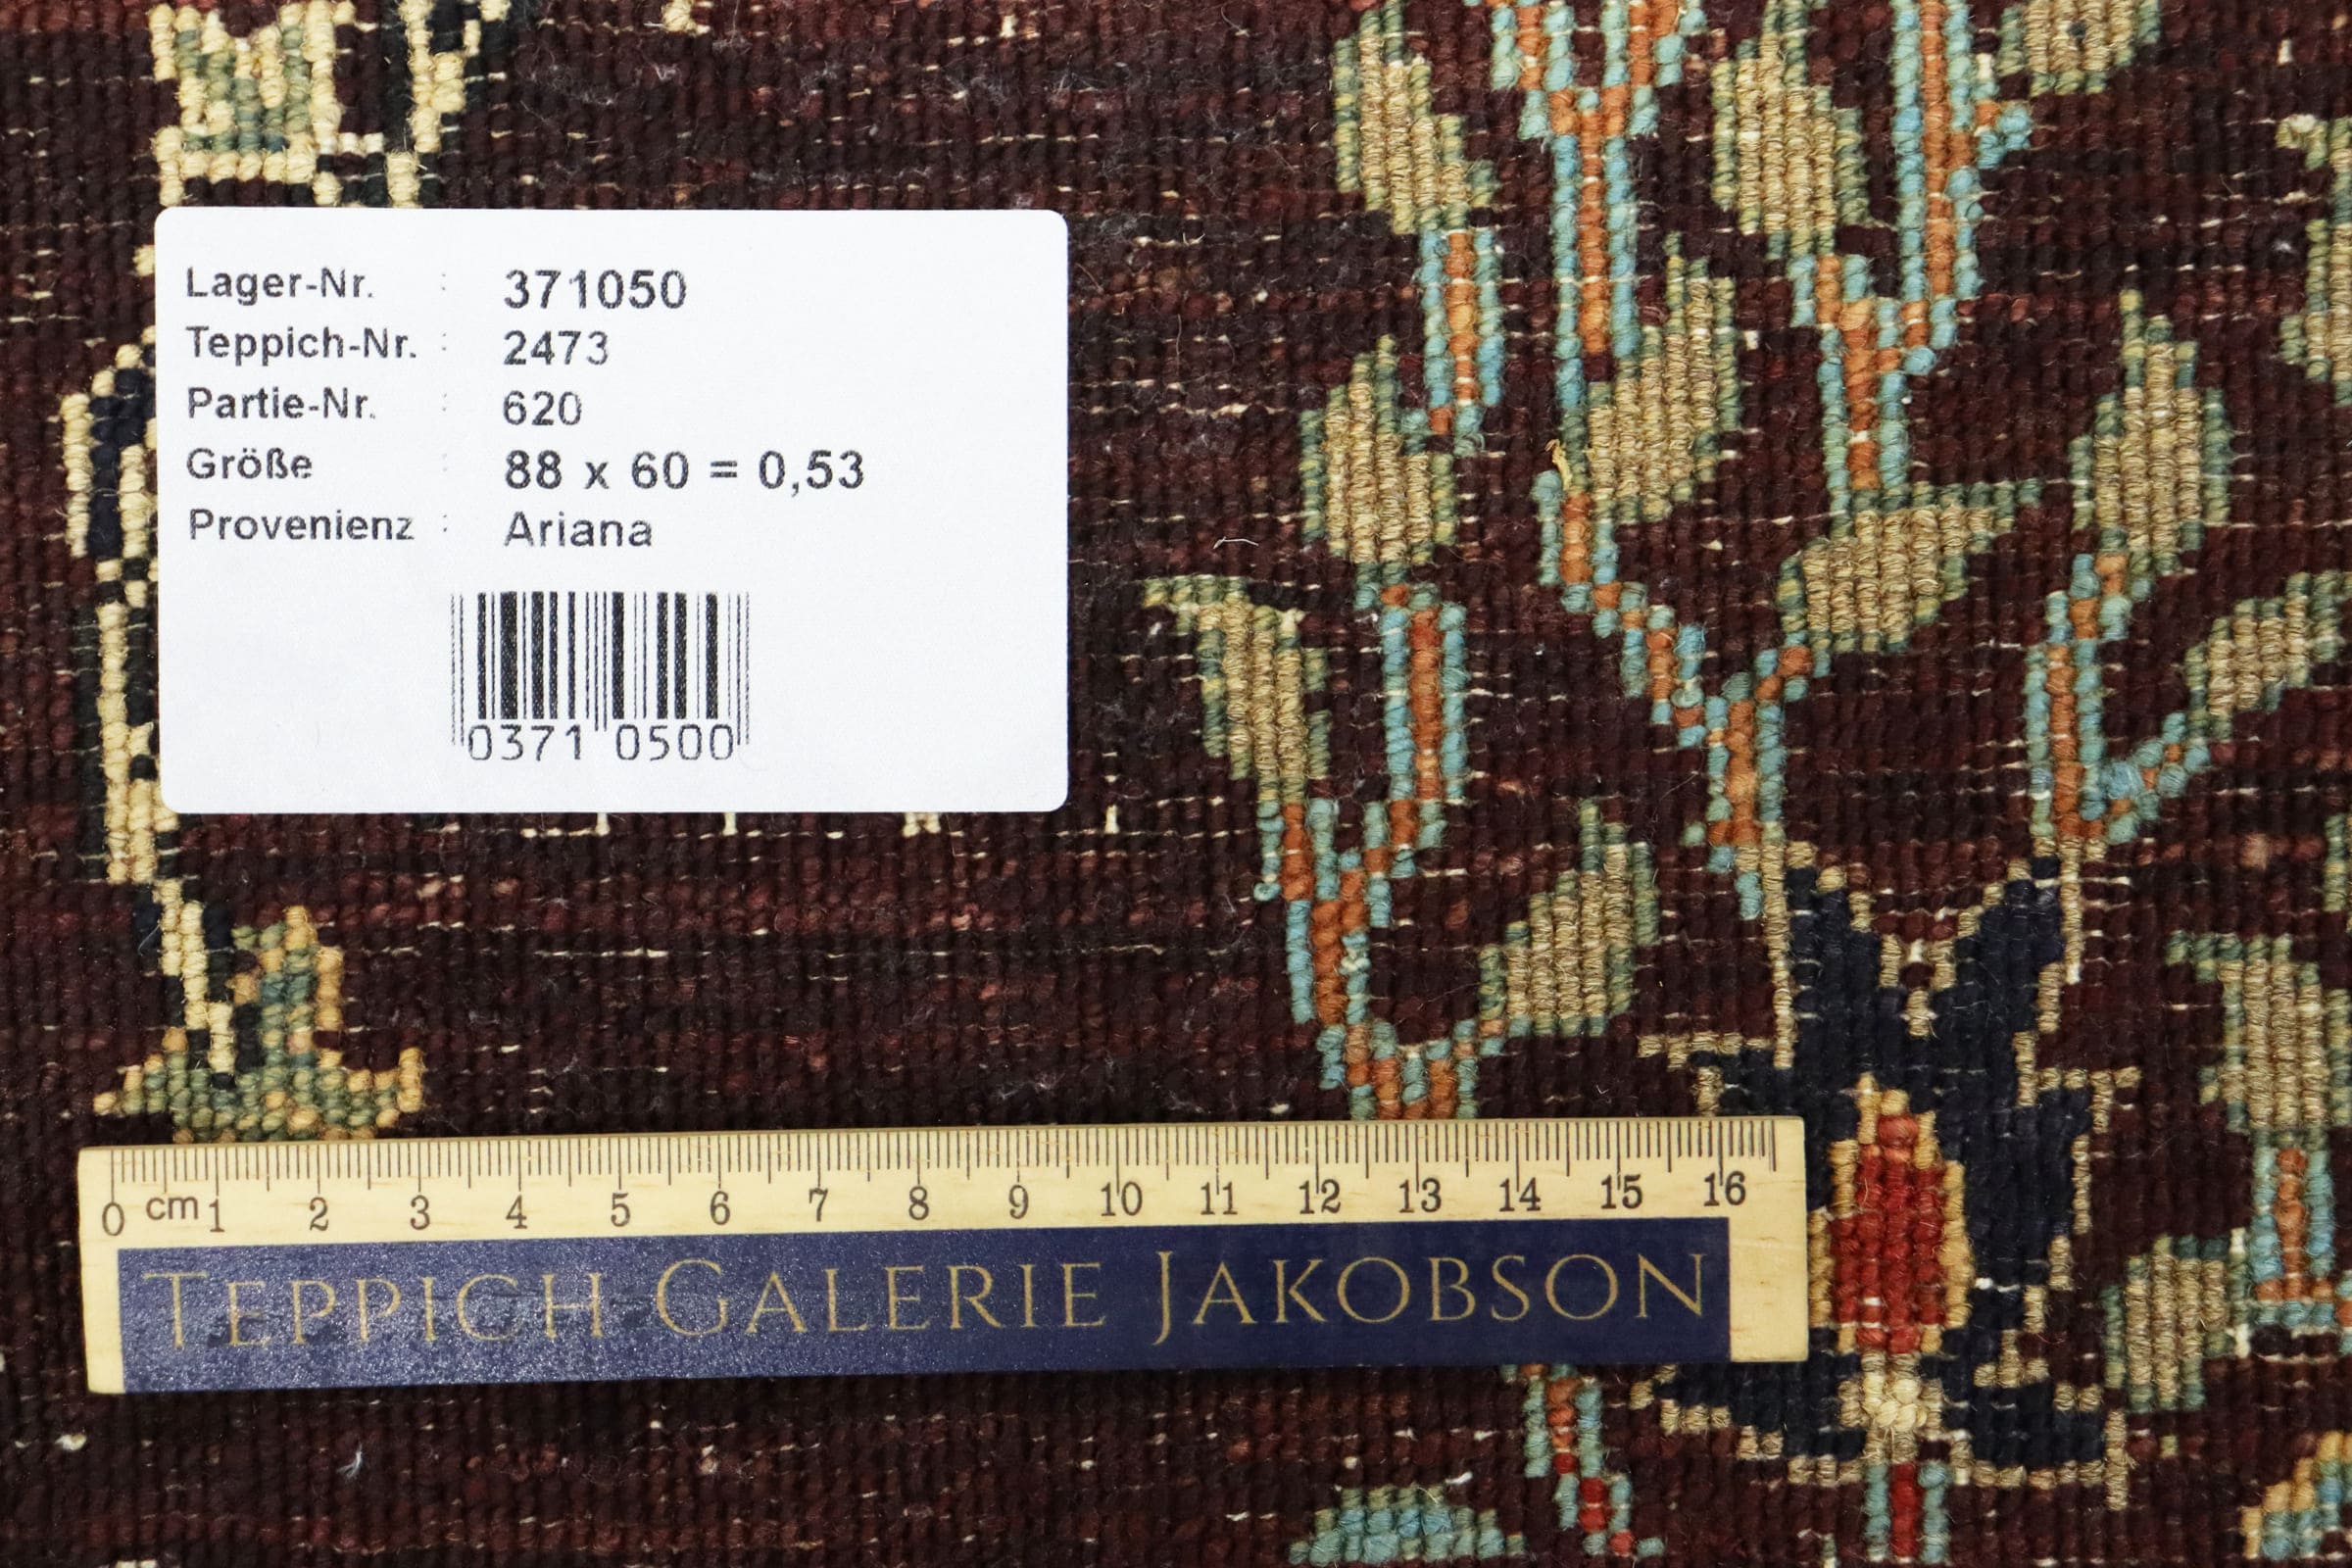 Lager-Nr. : 371050
Teppich-Nr. : 2473
Partie-Nr. : 620
Größe : 88 x 60 = 0,53
Provenienz : Ariana
0371 0500
0 cm 1 2 3 4 5 6 7 8 9 10 11 12 13 14 15 16
TEPPICH GALERIE JAKOBSON